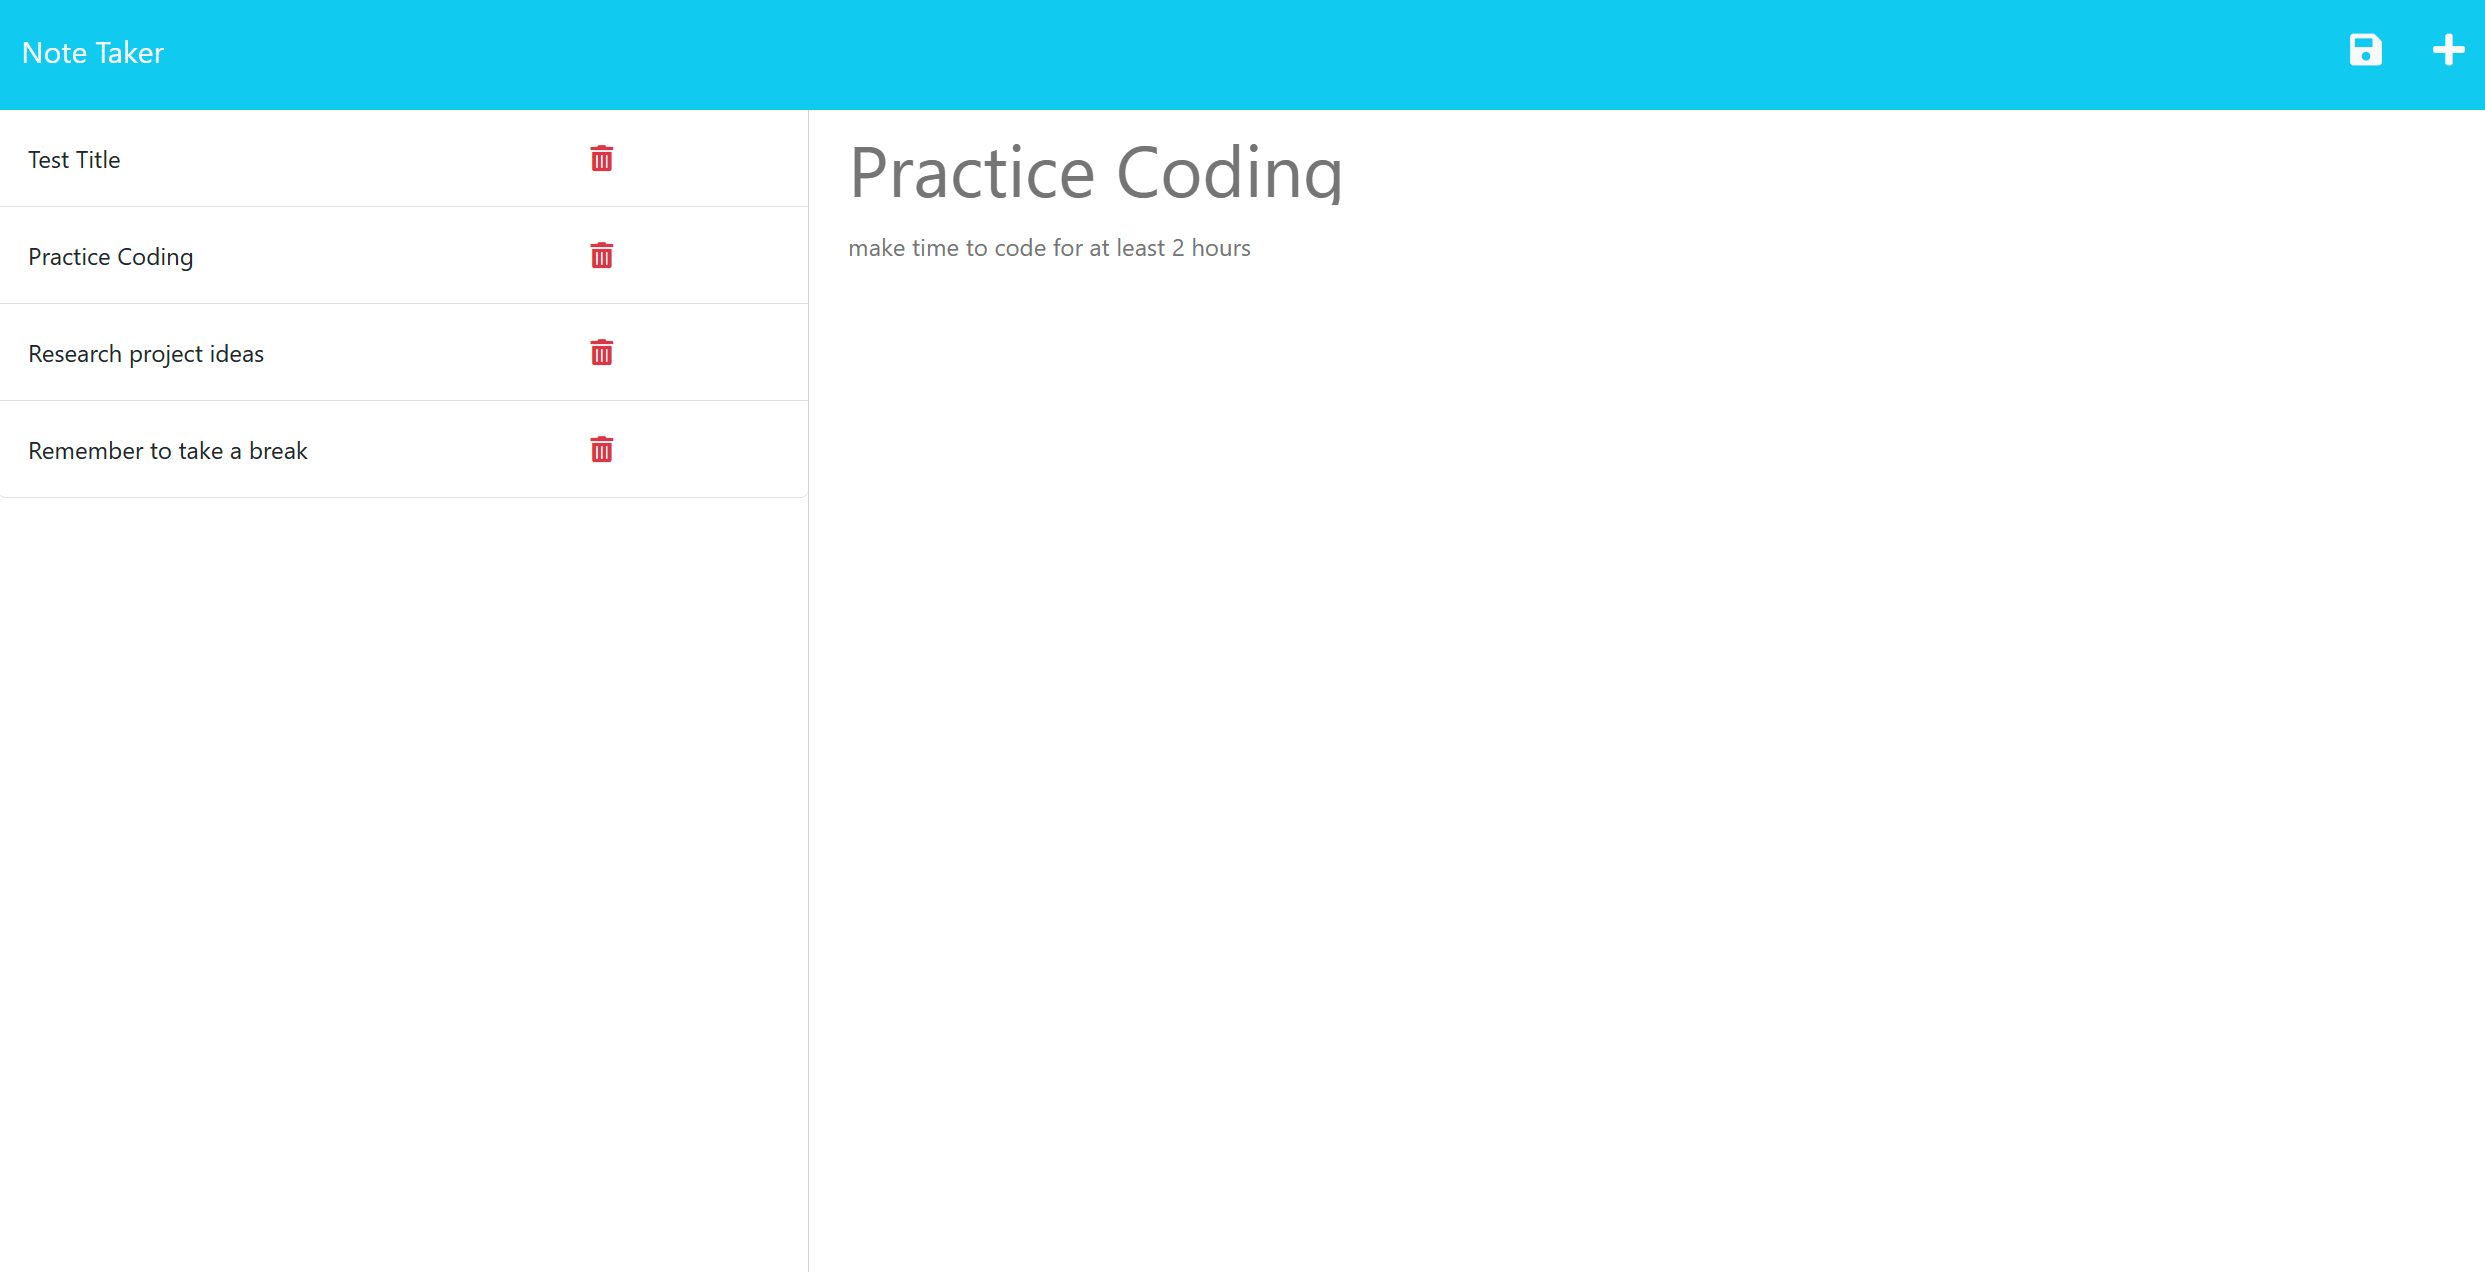 Note Taker
Test Title
Practice Coding
Research project ideas
Remember to take a break
Practice Coding
make time to code for at least 2 hours